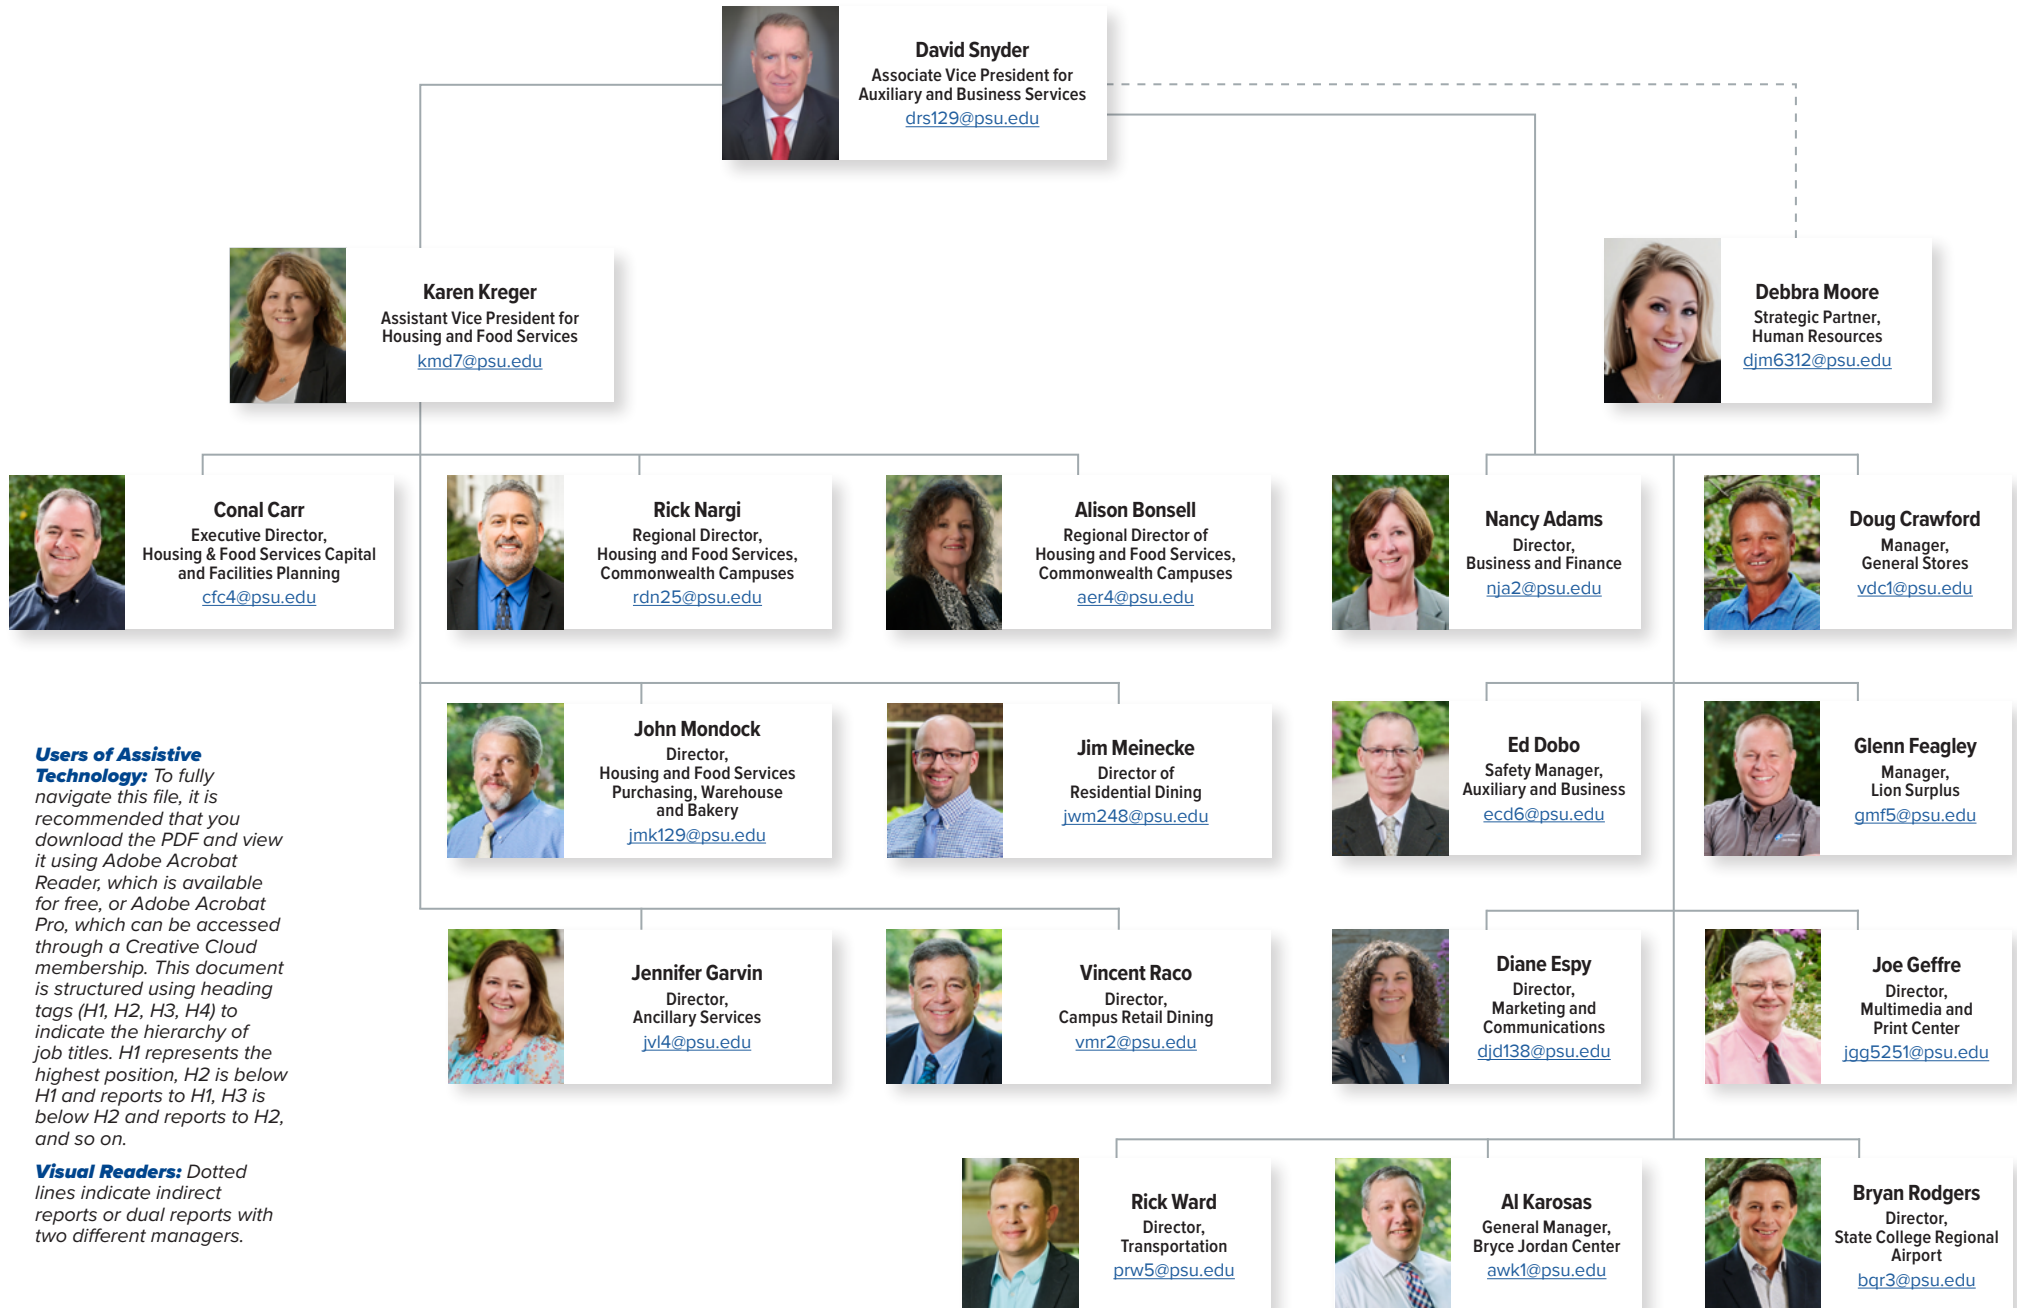 David Snyder
Associate Vice President for
Auxiliary and Business Services
drs129@psu.edu
Karen Kreger
Assistant Vice President for
Housing and Food Services
kmd7@psu.edu
Debbra Moore
Strategic Partner,
Human Resources
djm6312@psu.edu
Conal Carr
Executive Director,
Housing & Food Services Capital
and Facilities Planning
cfc4@psu.edu
Rick Nargi
Regional Director,
Housing and Food Services,
Commonwealth Campuses
rdn25@psu.edu
Alison Bonsell
Regional Director of
Housing and Food Services,
Commonwealth Campuses
aer4@psu.edu
Nancy Adams
Director,
Business and Finance
nja2@psu.edu
Doug Crawford
Manager,
General Stores
vdc1@psu.edu
John Mondock
Director,
Housing and Food Services
Purchasing, Warehouse
and Bakery
jmk129@psu.edu
Jim Meinecke
Director of
Residential Dining
jwm248@psu.edu
Ed Dobo
Safety Manager,
Auxiliary and Business
ecd6@psu.edu
Glenn Feagley
Manager,
Lion Surplus
gmf5@psu.edu
Jennifer Garvin
Director,
Ancillary Services
jvl4@psu.edu
Vincent Raco
Director,
Campus Retail Dining
vmr2@psu.edu
Diane Espy
Director,
Marketing and
Communications
djd138@psu.edu
Joe Geffre
Director,
Multimedia and
Print Center
jgg5251@psu.edu
Rick Ward
Director,
Transportation
prw5@psu.edu
Al Karosas
General Manager,
Bryce Jordan Center
awk1@psu.edu
Bryan Rodgers
Director,
State College Regional
Airport
bqr3@psu.edu
Users of Assistive
Technology: To fully
navigate this file, it is
recommended that you
download the PDF and view
it using Adobe Acrobat
Reader, which is available
for free, or Adobe Acrobat
Pro, which can be accessed
through a Creative Cloud
membership. This document
is structured using heading
tags (H1, H2, H3, H4) to
indicate the hierarchy of
job titles. H1 represents the
highest position, H2 is below
H1 and reports to H1, H3 is
below H2 and reports to H2,
and so on.
Visual Readers: Dotted
lines indicate indirect
reports or dual reports with
two different managers.